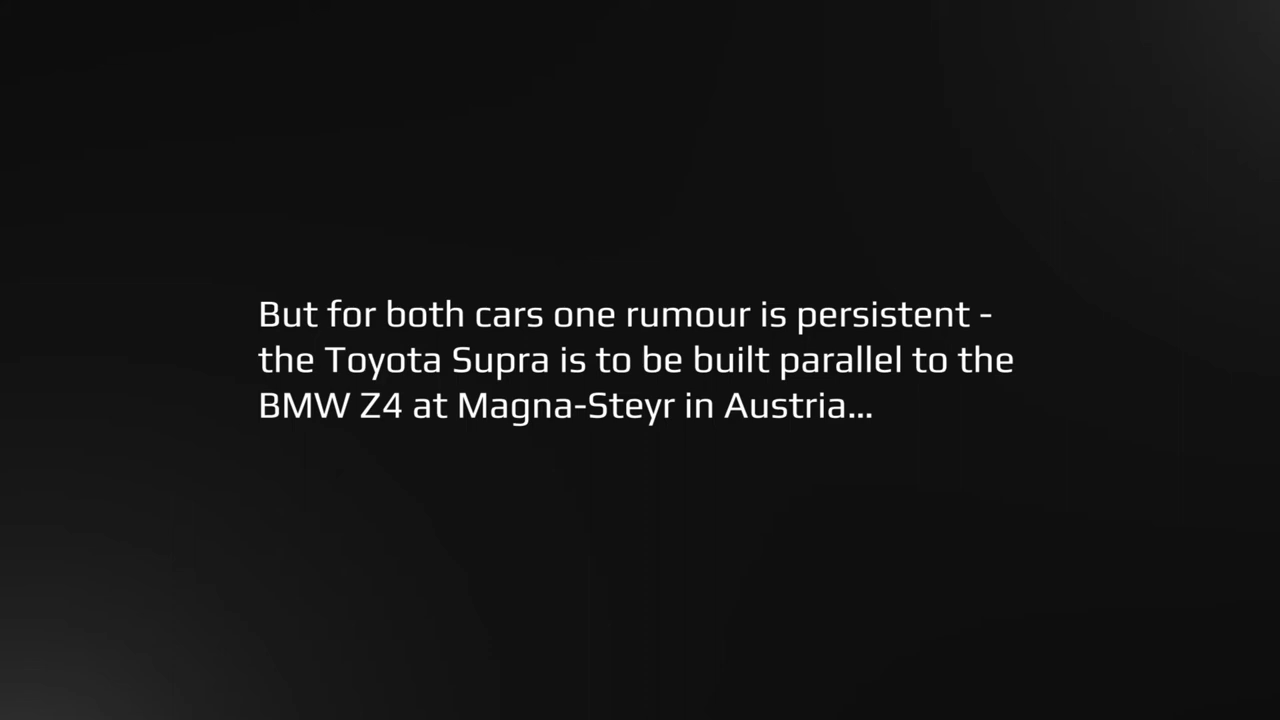 But for both cars one rumour is persistent -
the Toyota Supra is to be built parallel to the
BMW Z4 at Magna-Steyr in Austria...